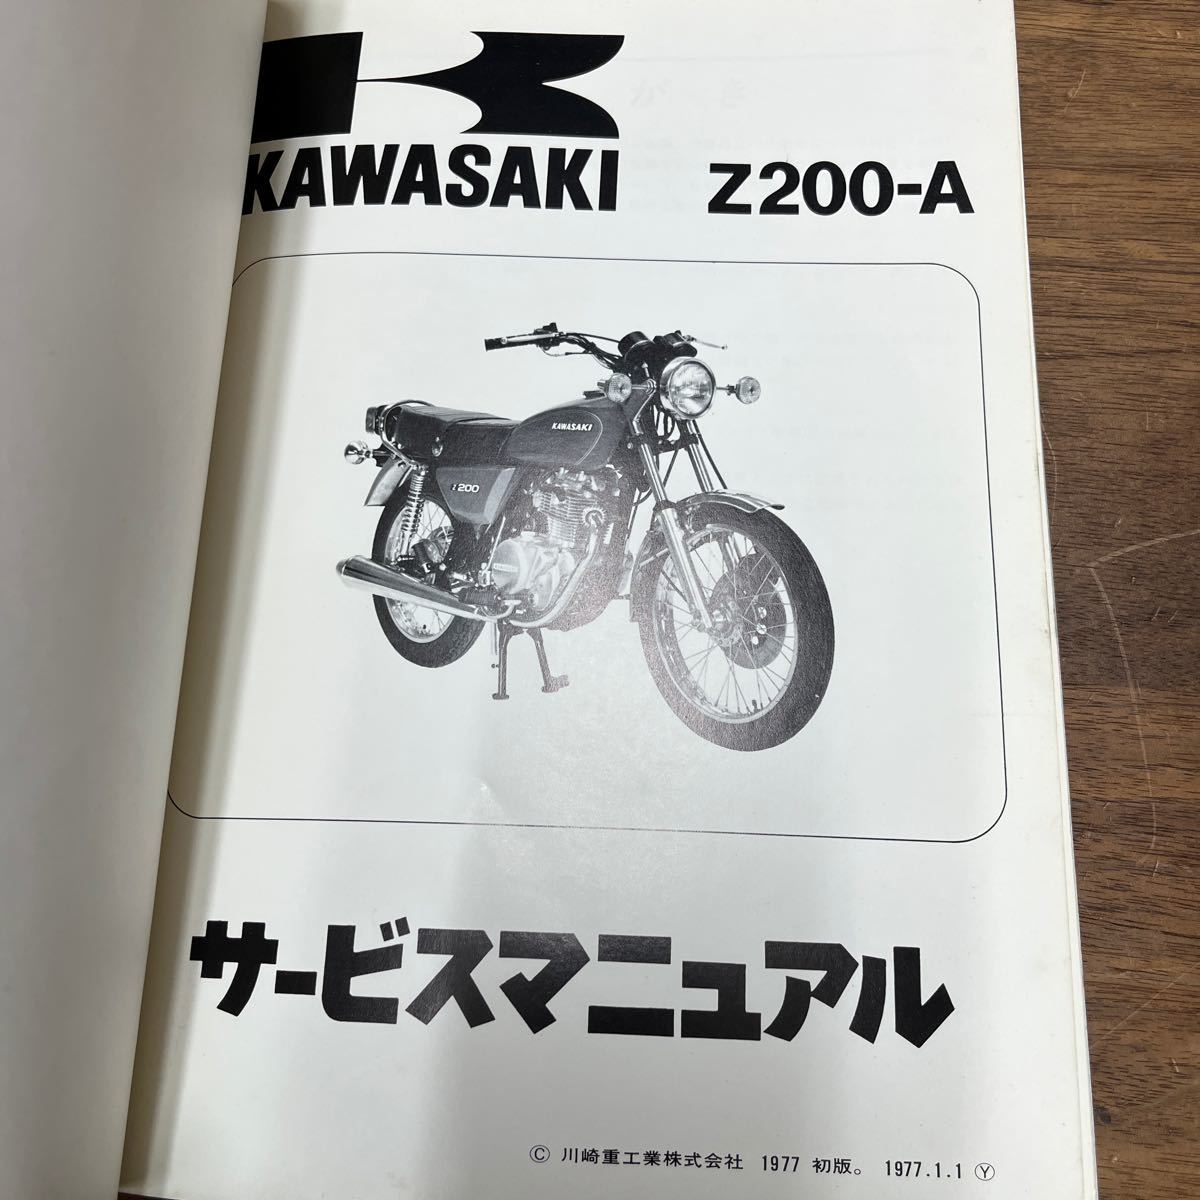 KAWASAKI Z200-A
KAWASAKI
Z200
サービスマニュアル
© 川崎重工業株式会社 1977 初版。 1977.1.1 Ⓨ